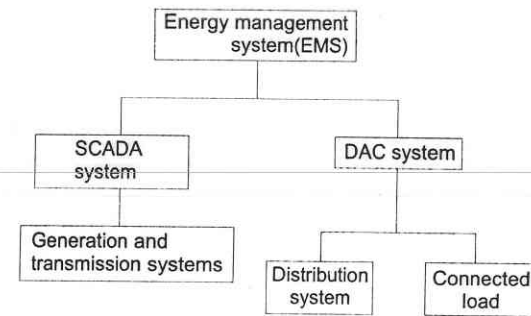 Energy management
system(EMS)
SCADA
system
DAC system
Generation and
transmission systems
Distribution
system
Connected
load